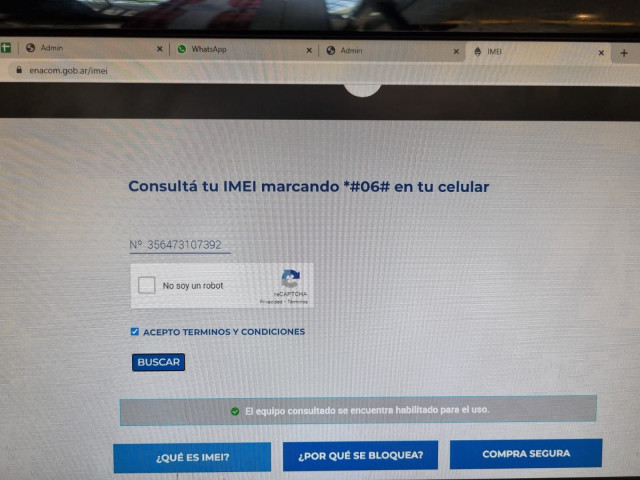 Admin
WhatsApp
Admin
IMEI
enacom.gob.ar/imei
Consultá tu IMEI marcando *#06# en tu celular
Nº 356473107392
No soy un robot
reCAPTCHA
Privacidad - Términos
ACEPTO TERMINOS Y CONDICIONES
BUSCAR
El equipo consultado se encuentra habilitado para el uso.
¿QUÉ ES IMEI?
¿POR QUÉ SE BLOQUEA?
COMPRA SEGURA